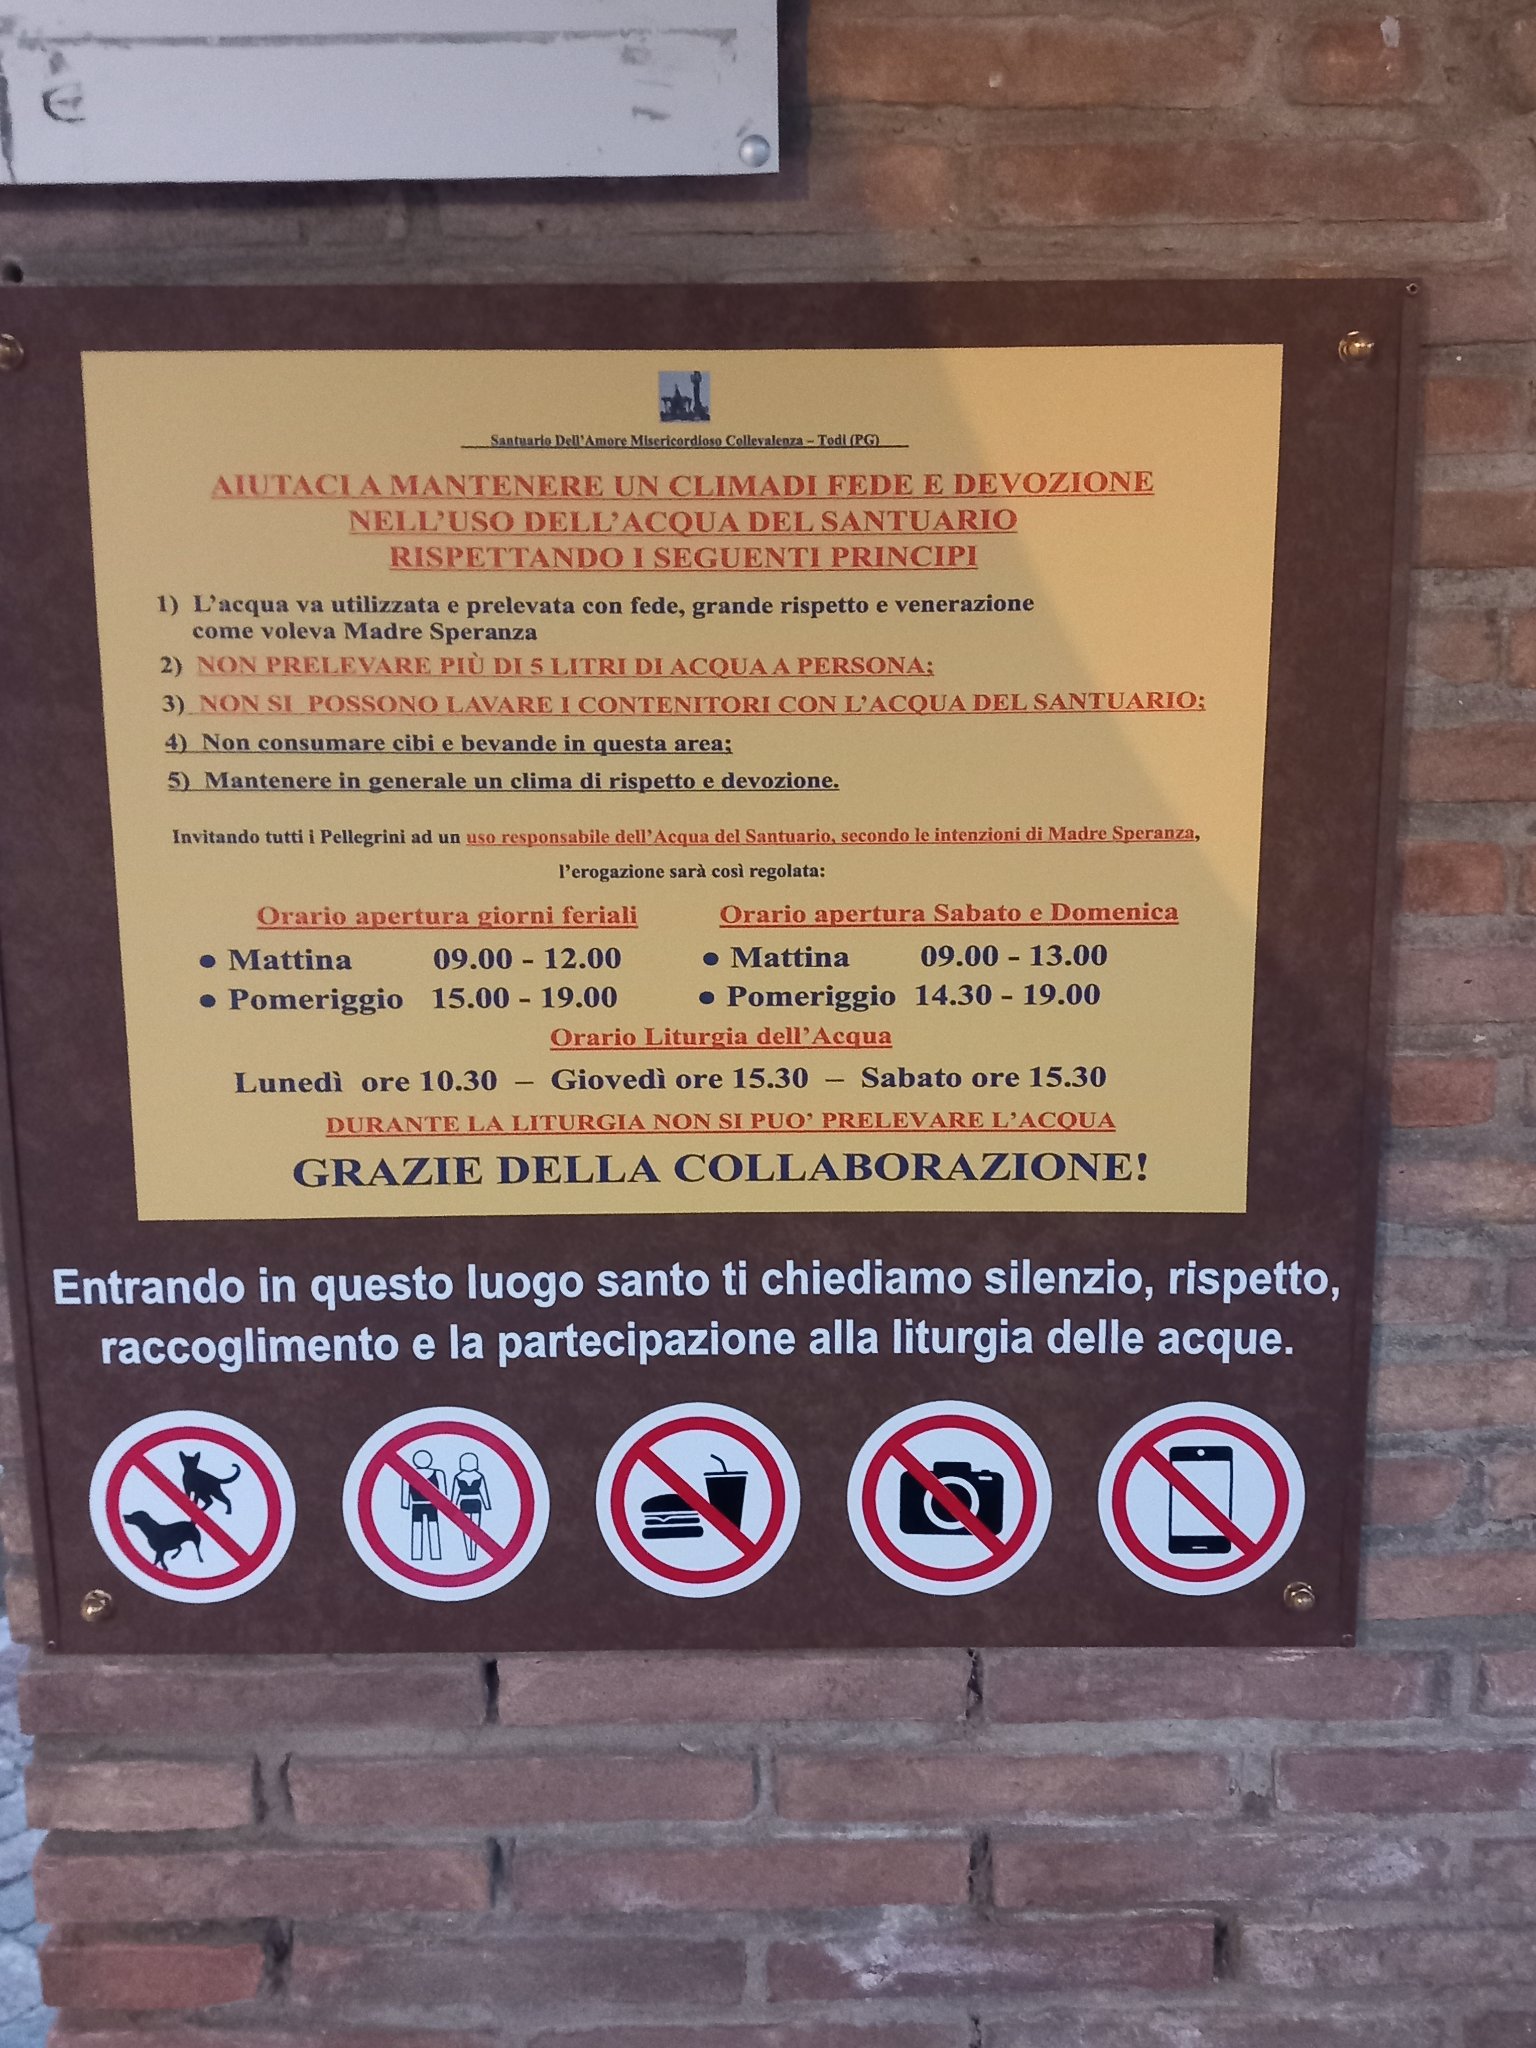 Santuario Dell'Amore Misericordioso Collevalenza – Todi (PG)
AIUTACI A MANTENERE UN CLIMADI FEDE E DEVOZIONE
NELL'USO DELL'ACQUA DEL SANTUARIO
RISPETTANDO I SEGUENTI PRINCIPI
1) L'acqua va utilizzata e prelevata con fede, grande rispetto e venerazione
come voleva Madre Speranza
2) NON PRELEVARE PIÙ DI 5 LITRI DI ACQUA A PERSONA;
3) NON SI POSSONO LAVARE I CONTENITORI CON L'ACQUA DEL SANTUARIO;
4) Non consumare cibi e bevande in questa area;
5) Mantenere in generale un clima di rispetto e devozione.
Invitando tutti i Pellegrini ad un uso responsabile dell'Acqua del Santuario, secondo le intenzioni di Madre Speranza,
l'erogazione sarà così regolata:
Orario apertura giorni feriali Orario apertura Sabato e Domenica
• Mattina 09.00 - 12.00 • Mattina 09.00 - 13.00
• Pomeriggio 15.00 - 19.00 • Pomeriggio 14.30 - 19.00
Orario Liturgia dell'Acqua
Lunedì ore 10.30 – Giovedì ore 15.30 – Sabato ore 15.30
DURANTE LA LITURGIA NON SI PUO' PRELEVARE L'ACQUA
GRAZIE DELLA COLLABORAZIONE!
Entrando in questo luogo santo ti chiediamo silenzio, rispetto,
raccoglimento e la partecipazione alla liturgia delle acque.